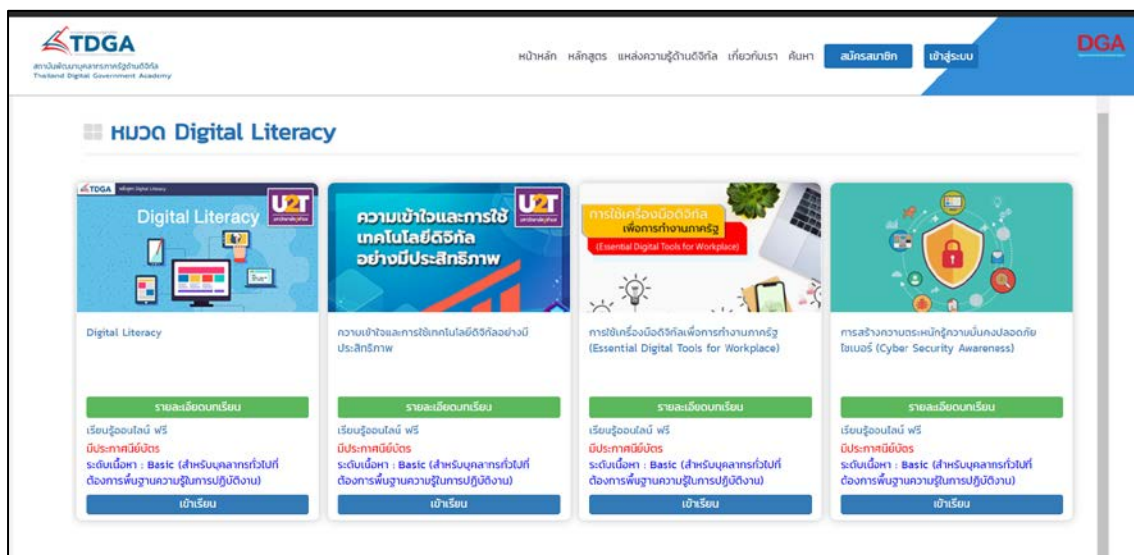 TDGA
สถาบันพัฒนาบุคลากรภาครัฐด้านดิจิทัล
Thailand Digital Government Academy
หน้าหลัก หลักสูตร แหล่งความรู้ด้านดิจิทัล เกี่ยวกับเรา ค้นหา สมัครสมาชิก เข้าสู่ระบบ
DGA
หมวด Digital Literacy
TDGA หลักสูตร Digital Literacy
U2T
Digital Literacy
Digital Literacy
รายละเอียดบทเรียน
เรียนรู้ออนไลน์ ฟรี
มีประกาศนียบัตร
ระดับเนื้อหา : Basic (สำหรับบุคลากรทั่วไปที่
ต้องการพื้นฐานความรู้ในการปฏิบัติงาน)
เข้าเรียน
U2T
ความเข้าใจและการใช้
เทคโนโลยีดิจิทัล
อย่างมีประสิทธิภาพ
ความเข้าใจและการใช้เทคโนโลยีดิจิทัลอย่างมี
ประสิทธิภาพ
รายละเอียดบทเรียน
เรียนรู้ออนไลน์ ฟรี
มีประกาศนียบัตร
ระดับเนื้อหา : Basic (สำหรับบุคลากรทั่วไปที่
ต้องการพื้นฐานความรู้ในการปฏิบัติงาน)
เข้าเรียน
การใช้เครื่องมือดิจิทัล
เพื่อการทำงานภาครัฐ
(Essential Digital Tools for Workplace)
การใช้เครื่องมือดิจิทัลเพื่อการทำงานภาครัฐ
(Essential Digital Tools for Workplace)
รายละเอียดบทเรียน
เรียนรู้ออนไลน์ ฟรี
มีประกาศนียบัตร
ระดับเนื้อหา : Basic (สำหรับบุคลากรทั่วไปที่
ต้องการพื้นฐานความรู้ในการปฏิบัติงาน)
เข้าเรียน
การสร้างความตระหนักรู้ความมั่นคงปลอดภัย
ไซเบอร์ (Cyber Security Awareness)
รายละเอียดบทเรียน
เรียนรู้ออนไลน์ ฟรี
มีประกาศนียบัตร
ระดับเนื้อหา : Basic (สำหรับบุคลากรทั่วไปที่
ต้องการพื้นฐานความรู้ในการปฏิบัติงาน)
เข้าเรียน